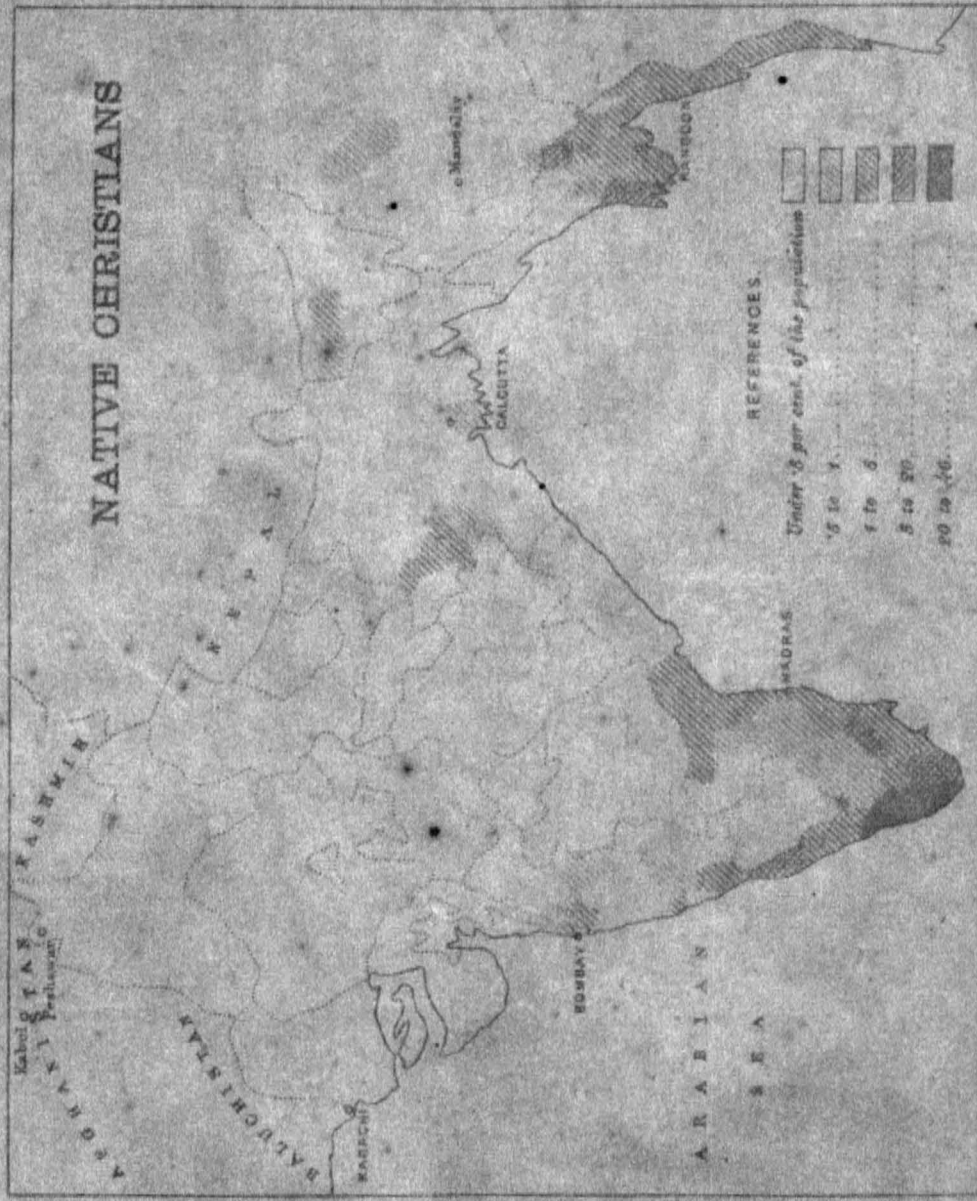 NATIVE CHRISTIANS
Kabul
AFGHANISTAN
Peshawar
KASHMIR
BALUCHISTAN
KARACHI
NEPAL
Mandalay
CALCUTTA
RANGOON
BOMBAY
MADRAS
ARABIAN
SEA
REFERENCES.
Under ·5 per cent. of the population
·5 to 1
1 to 5
5 to 20
20 to 46